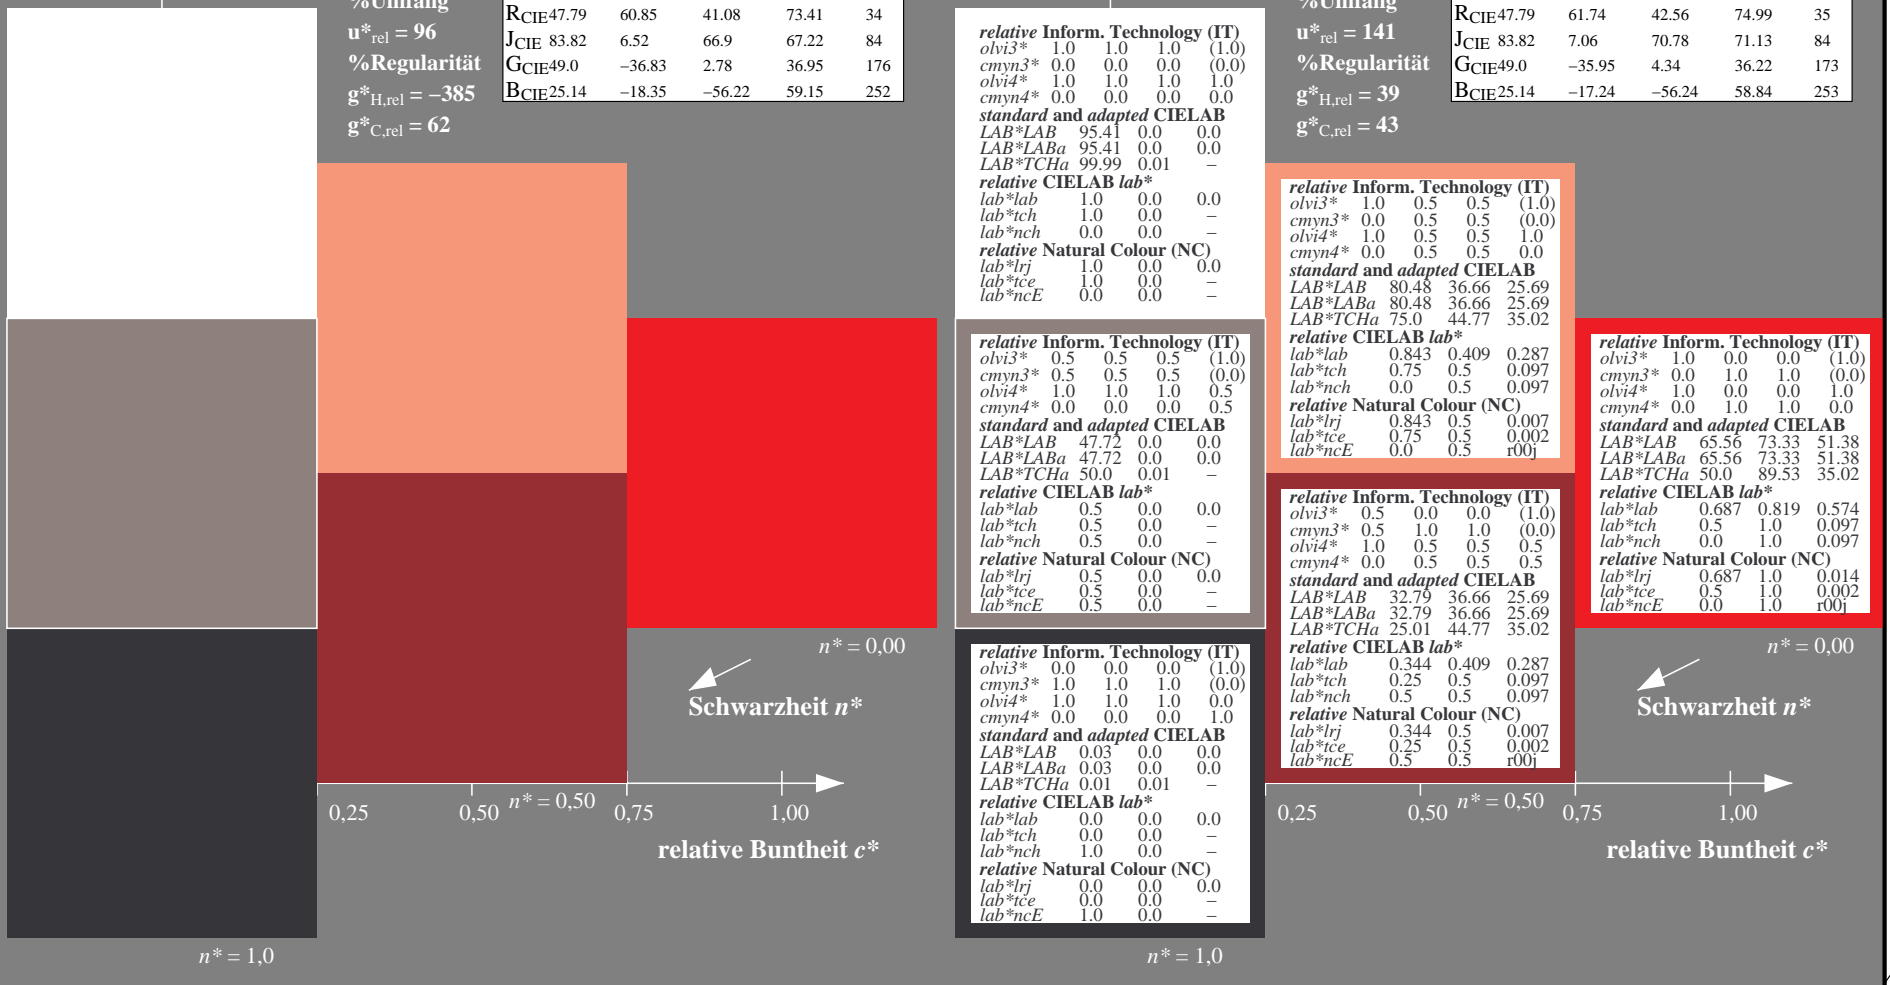 %Umfang
u*rel = 96
%Regularität
g*H,rel = −385
g*C,rel = 62
RCIE 47.79 60.85 41.08 73.41 34
JCIE 83.82 6.52 66.9 67.22 84
GCIE 49.0 −36.83 2.78 36.95 176
BCIE 25.14 −18.35 −56.22 59.15 252
n* = 0,00
Schwarzheit n*
0,25 0,50 n* = 0,50 0,75 1,00
relative Buntheit c*
n* = 1,0
%Umfang
u*rel = 141
%Regularität
g*H,rel = 39
g*C,rel = 43
RCIE 47.79 61.74 42.56 74.99 35
JCIE 83.82 7.06 70.78 71.13 84
GCIE 49.0 −35.95 4.34 36.22 173
BCIE 25.14 −17.24 −56.24 58.84 253
relative Inform. Technology (IT)
olvi3* 1.0 1.0 1.0 (1.0)
cmyn3* 0.0 0.0 0.0 (0.0)
olvi4* 1.0 1.0 1.0 1.0
cmyn4* 0.0 0.0 0.0 0.0
standard and adapted CIELAB
LAB*LAB 95.41 0.0 0.0
LAB*LABa 95.41 0.0 0.0
LAB*TCHa 99.99 0.01 –
relative CIELAB lab*
lab*lab 1.0 0.0 0.0
lab*tch 1.0 0.0 –
lab*nch 0.0 0.0 –
relative Natural Colour (NC)
lab*lrj 1.0 0.0 0.0
lab*tce 1.0 0.0 –
lab*ncE 0.0 0.0 –
relative Inform. Technology (IT)
olvi3* 1.0 0.5 0.5 (1.0)
cmyn3* 0.0 0.5 0.5 (0.0)
olvi4* 1.0 0.5 0.5 1.0
cmyn4* 0.0 0.5 0.5 0.0
standard and adapted CIELAB
LAB*LAB 80.48 36.66 25.69
LAB*LABa 80.48 36.66 25.69
LAB*TCHa 75.0 44.77 35.02
relative CIELAB lab*
lab*lab 0.843 0.409 0.287
lab*tch 0.75 0.5 0.097
lab*nch 0.0 0.5 0.097
relative Natural Colour (NC)
lab*lrj 0.843 0.5 0.007
lab*tce 0.75 0.5 0.002
lab*ncE 0.0 0.5 r00j
relative Inform. Technology (IT)
olvi3* 0.5 0.5 0.5 (1.0)
cmyn3* 0.5 0.5 0.5 (0.0)
olvi4* 1.0 1.0 1.0 0.5
cmyn4* 0.0 0.0 0.0 0.5
standard and adapted CIELAB
LAB*LAB 47.72 0.0 0.0
LAB*LABa 47.72 0.0 0.0
LAB*TCHa 50.0 0.01 –
relative CIELAB lab*
lab*lab 0.5 0.0 0.0
lab*tch 0.5 0.0 –
lab*nch 0.5 0.0 –
relative Natural Colour (NC)
lab*lrj 0.5 0.0 0.0
lab*tce 0.5 0.0 –
lab*ncE 0.5 0.0 –
relative Inform. Technology (IT)
olvi3* 1.0 0.0 0.0 (1.0)
cmyn3* 0.0 1.0 1.0 (0.0)
olvi4* 1.0 0.0 0.0 1.0
cmyn4* 0.0 1.0 1.0 0.0
standard and adapted CIELAB
LAB*LAB 65.56 73.33 51.38
LAB*LABa 65.56 73.33 51.38
LAB*TCHa 50.0 89.53 35.02
relative CIELAB lab*
lab*lab 0.687 0.819 0.574
lab*tch 0.5 1.0 0.097
lab*nch 0.0 1.0 0.097
relative Natural Colour (NC)
lab*lrj 0.687 1.0 0.014
lab*tce 0.5 1.0 0.002
lab*ncE 0.0 1.0 r00j
relative Inform. Technology (IT)
olvi3* 0.5 0.0 0.0 (1.0)
cmyn3* 0.5 1.0 1.0 (0.0)
olvi4* 1.0 0.5 0.5 0.5
cmyn4* 0.0 0.5 0.5 0.5
standard and adapted CIELAB
LAB*LAB 32.79 36.66 25.69
LAB*LABa 32.79 36.66 25.69
LAB*TCHa 25.01 44.77 35.02
relative CIELAB lab*
lab*lab 0.344 0.409 0.287
lab*tch 0.25 0.5 0.097
lab*nch 0.5 0.5 0.097
relative Natural Colour (NC)
lab*lrj 0.344 0.5 0.007
lab*tce 0.25 0.5 0.002
lab*ncE 0.5 0.5 r00j
relative Inform. Technology (IT)
olvi3* 0.0 0.0 0.0 (1.0)
cmyn3* 1.0 1.0 1.0 (0.0)
olvi4* 1.0 1.0 1.0 0.0
cmyn4* 0.0 0.0 0.0 1.0
standard and adapted CIELAB
LAB*LAB 0.03 0.0 0.0
LAB*LABa 0.03 0.0 0.0
LAB*TCHa 0.01 0.01 –
relative CIELAB lab*
lab*lab 0.0 0.0 0.0
lab*tch 0.0 0.0 –
lab*nch 1.0 0.0 –
relative Natural Colour (NC)
lab*lrj 0.0 0.0 0.0
lab*tce 0.0 0.0 –
lab*ncE 1.0 0.0 –
n* = 0,00
Schwarzheit n*
0,25 0,50 n* = 0,50 0,75 1,00
relative Buntheit c*
n* = 1,0